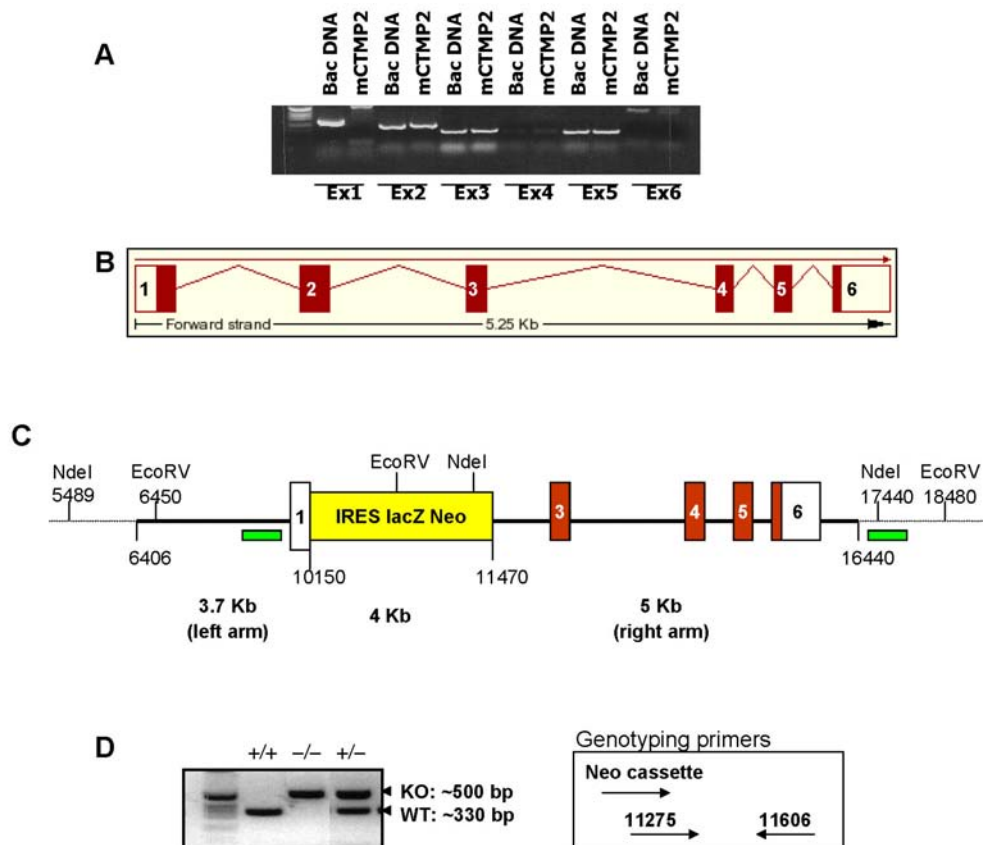 A
Bac DNA mCTMP2 Bac DNA mCTMP2 Bac DNA mCTMP2 Bac DNA mCTMP2 Bac DNA mCTMP2 Bac DNA mCTMP2
Ex1 Ex2 Ex3 Ex4 Ex5 Ex6
B
1 2 3 4 5 6
Forward strand 5.25 Kb
C
NdeI EcoRV EcoRV NdeI NdeI EcoRV
5489 6450 17440 18480
1 IRES lacZ Neo 3 4 5 6
6406 10150 11470 16440
3.7 Kb 4 Kb 5 Kb
(left arm) (right arm)
D
+/+ –/– +/–
KO: ~500 bp
WT: ~330 bp
Genotyping primers
Neo cassette
11275 11606